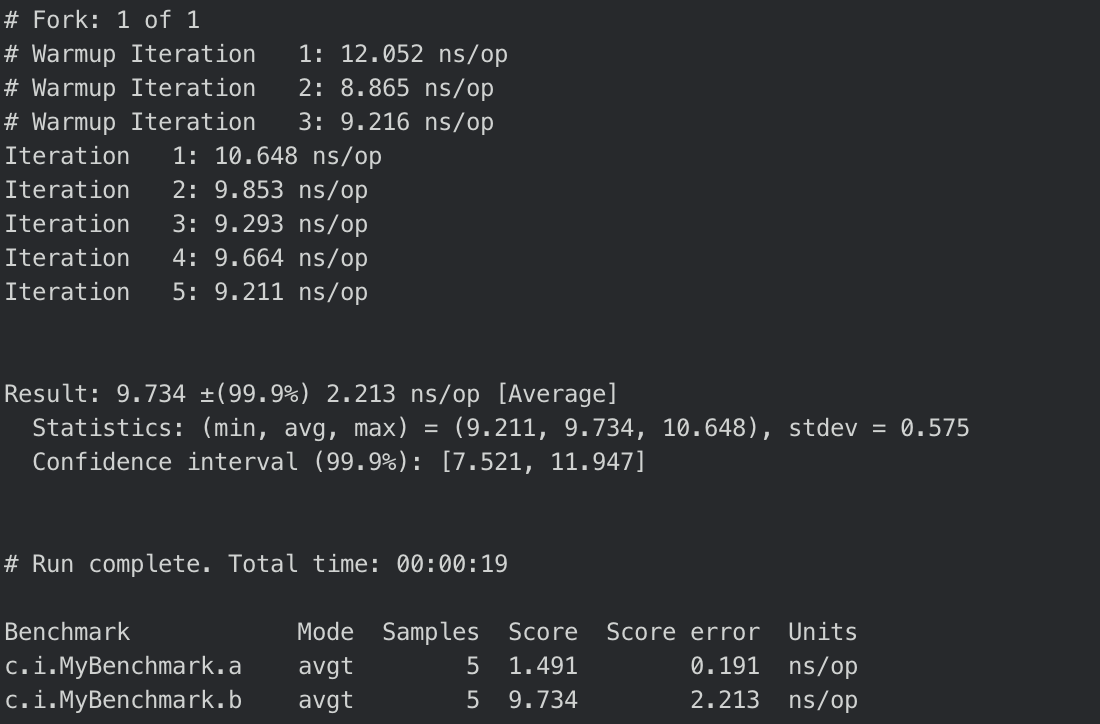 # Fork: 1 of 1
# Warmup Iteration   1: 12.052 ns/op
# Warmup Iteration   2: 8.865 ns/op
# Warmup Iteration   3: 9.216 ns/op
Iteration   1: 10.648 ns/op
Iteration   2: 9.853 ns/op
Iteration   3: 9.293 ns/op
Iteration   4: 9.664 ns/op
Iteration   5: 9.211 ns/op
Result: 9.734 ±(99.9%) 2.213 ns/op [Average]
  Statistics: (min, avg, max) = (9.211, 9.734, 10.648), stdev = 0.575
  Confidence interval (99.9%): [7.521, 11.947]
# Run complete. Total time: 00:00:19
Benchmark            Mode  Samples  Score  Score error  Units
c.i.MyBenchmark.a    avgt        5  1.491        0.191  ns/op
c.i.MyBenchmark.b    avgt        5  9.734        2.213  ns/op